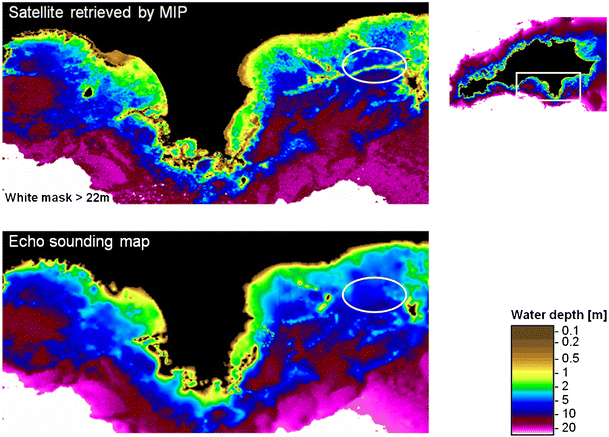 Satellite retrieved by MIP
White mask > 22m
Echo sounding map
Water depth [m]
- 0.1
- 0.2
- 0.5
- 1
- 2
- 5
- 10
- 20